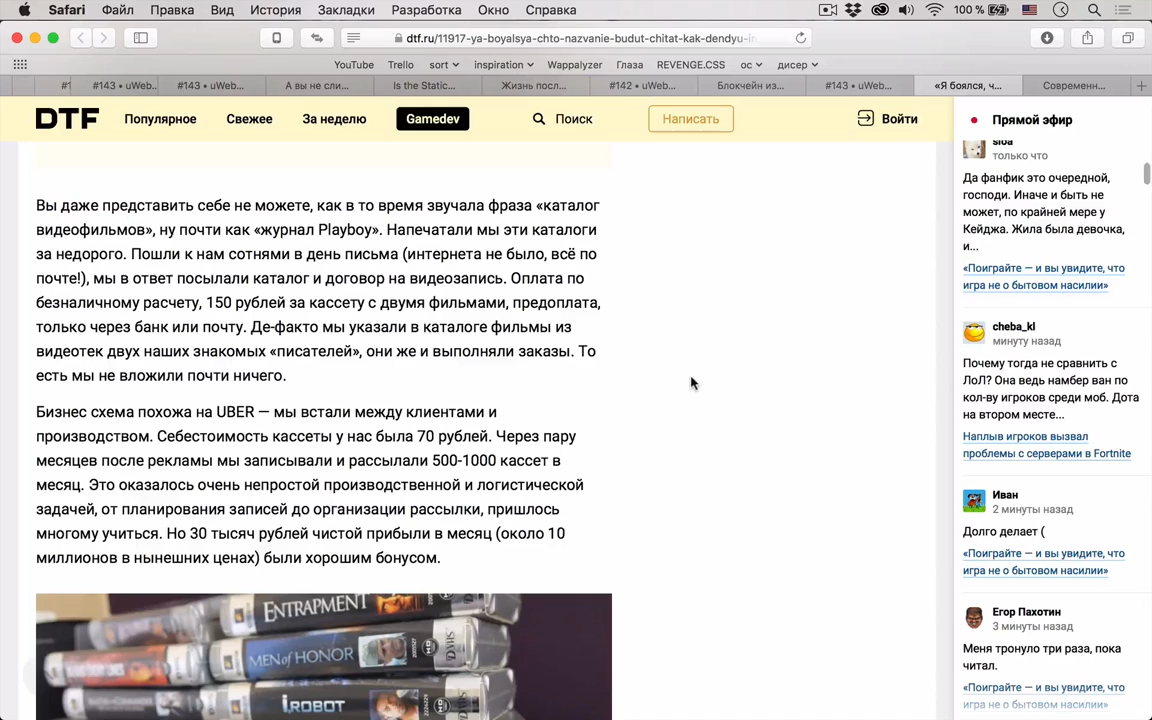 Safari Файл Правка Вид История Закладки Разработка Окно Справка 100 %
dtf.ru/11917-ya-boyalsya-chto-nazvanie-budut-chitat-kak-dendyu-i
YouTube Trello sort inspiration Wappalyzer Глаза REVENGE.CSS ос дисер
#1 #143 – uWeb... #143 – uWeb... А вы не сли... Is the Static... Жизнь посл... #142 – uWeb... Блокчейн из... #143 – uWeb... «Я боялся, ч... Современн...
DTF Популярное Свежее За неделю Gamedev Поиск Написать Войти
Вы даже представить себе не можете, как в то время звучала фраза «каталог
видеофильмов», ну почти как «журнал Playboy». Напечатали мы эти каталоги
за недорого. Пошли к нам сотнями в день письма (интернета не было, всё по
почте!), мы в ответ посылали каталог и договор на видеозапись. Оплата по
безналичному расчету, 150 рублей за кассету с двумя фильмами, предоплата,
только через банк или почту. Де-факто мы указали в каталоге фильмы из
видеотек двух наших знакомых «писателей», они же и выполняли заказы. То
есть мы не вложили почти ничего.
Бизнес схема похожа на UBER — мы встали между клиентами и
производством. Себестоимость кассеты у нас была 70 рублей. Через пару
месяцев после рекламы мы записывали и рассылали 500-1000 кассет в
месяц. Это оказалось очень непростой производственной и логистической
задачей, от планирования записей до организации рассылки, пришлось
многому учиться. Но 30 тысяч рублей чистой прибыли в месяц (около 10
миллионов в нынешних ценах) были хорошим бонусом.
ENTRAPMENT
MEN of HONOR
I, ROBOT
Прямой эфир
sloa
только что
Да фанфик это очередной,
господи. Иначе и быть не
может, по крайней мере у
Кейджа. Жила была девочка,
и...
«Поиграйте — и вы увидите, что
игра не о бытовом насилии»
cheba_kl
минуту назад
Почему тогда не сравнить с
ЛоЛ? Она ведь намбер ван по
кол-ву игроков среди моб. Дота
на втором месте...
Наплыв игроков вызвал
проблемы с серверами в Fortnite
Иван
2 минуты назад
Долго делает (
«Поиграйте — и вы увидите, что
игра не о бытовом насилии»
Егор Пахотин
3 минуты назад
Меня тронуло три раза, пока
читал.
«Поиграйте — и вы увидите, что
игра не о бытовом насилии»